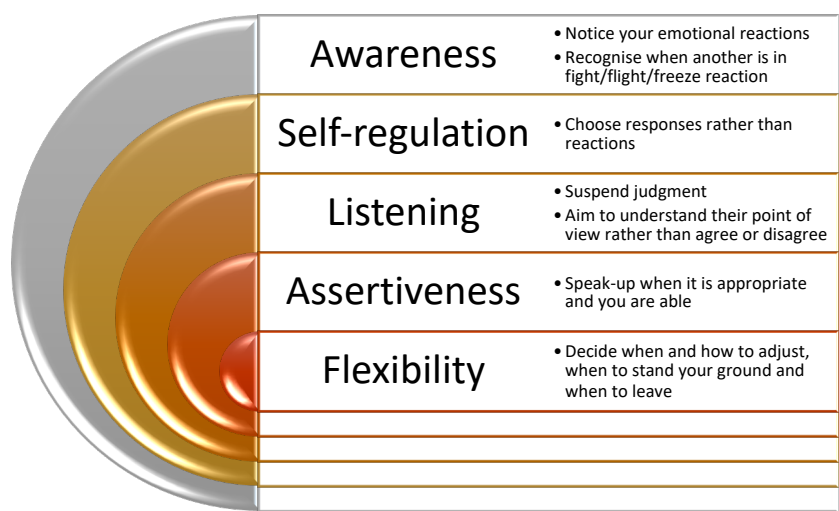 Awareness
• Notice your emotional reactions
• Recognise when another is in
fight/flight/freeze reaction
Self-regulation
• Choose responses rather than
reactions
Listening
• Suspend judgment
• Aim to understand their point of
view rather than agree or disagree
Assertiveness
• Speak-up when it is appropriate
and you are able
Flexibility
• Decide when and how to adjust,
when to stand your ground and
when to leave